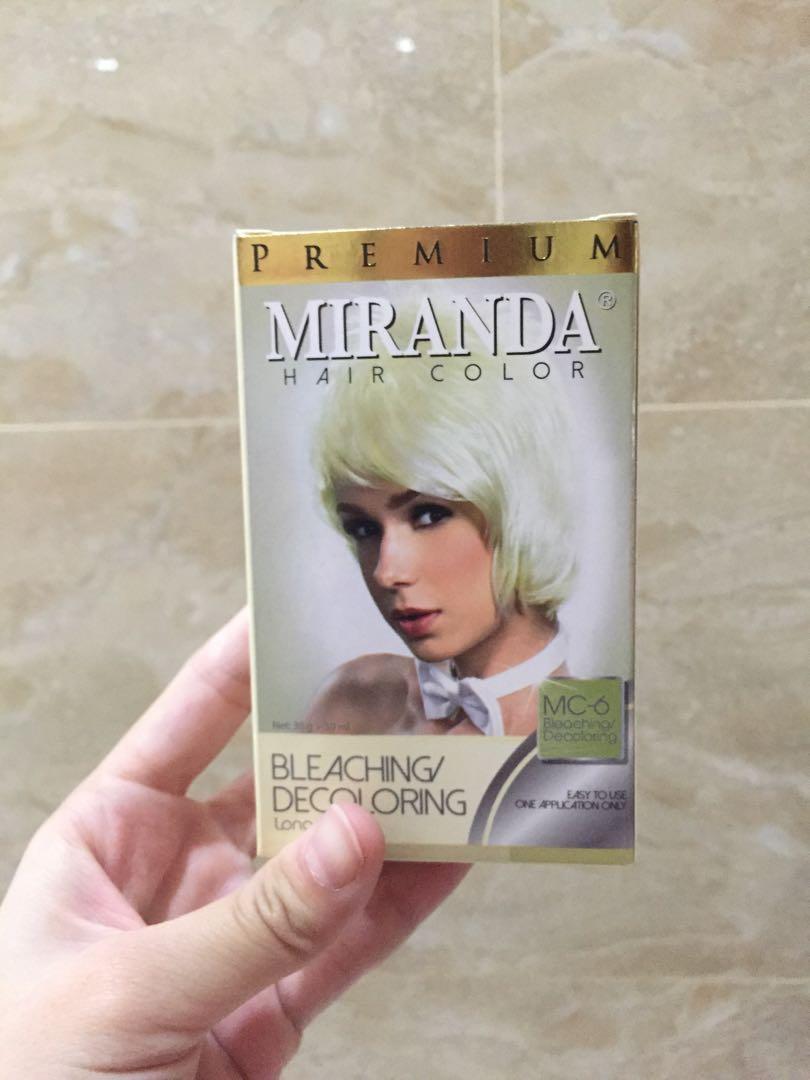 PREMIUM
MIRANDA®
HAIR COLOR
MC-6
Bleaching/
Decoloring
BLEACHING/
DECOLORING
EASY TO USE
ONE APPLICATION ONLY